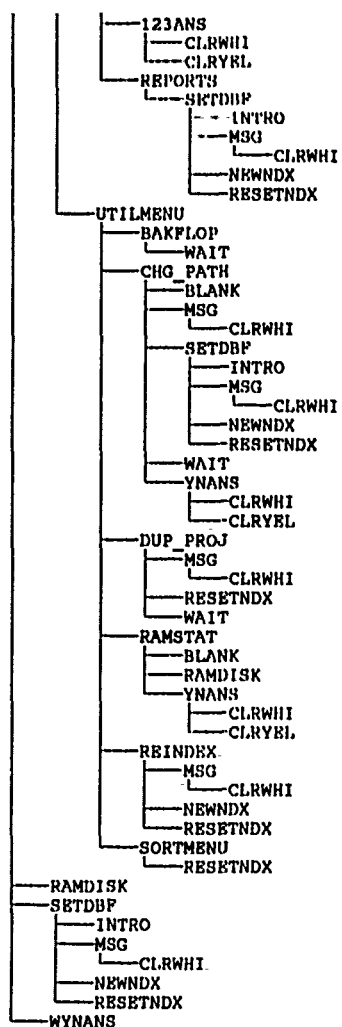 123ANS
CLRWHI
CLRYEL
REPORTS
SETDBF
INTRO
MSG
CLRWHI
NEWNDX
RESETNDX
UTILMENU
BAKFLOP
WAIT
CHG_PATH
BLANK
MSG
CLRWHI
SETDBF
INTRO
MSG
CLRWHI
NEWNDX
RESETNDX
WAIT
YNANS
CLRWHI
CLRYEL
DUP_PROJ
MSG
CLRWHI
RESETNDX
WAIT
RAMSTAT
BLANK
RAMDISK
YNANS
CLRWHI
CLRYEL
REINDEX
MSG
CLRWHI
NEWNDX
RESETNDX
SORTMENU
RESETNDX
RAMDISK
SETDBF
INTRO
MSG
CLRWHI
NEWNDX
RESETNDX
WYNANS